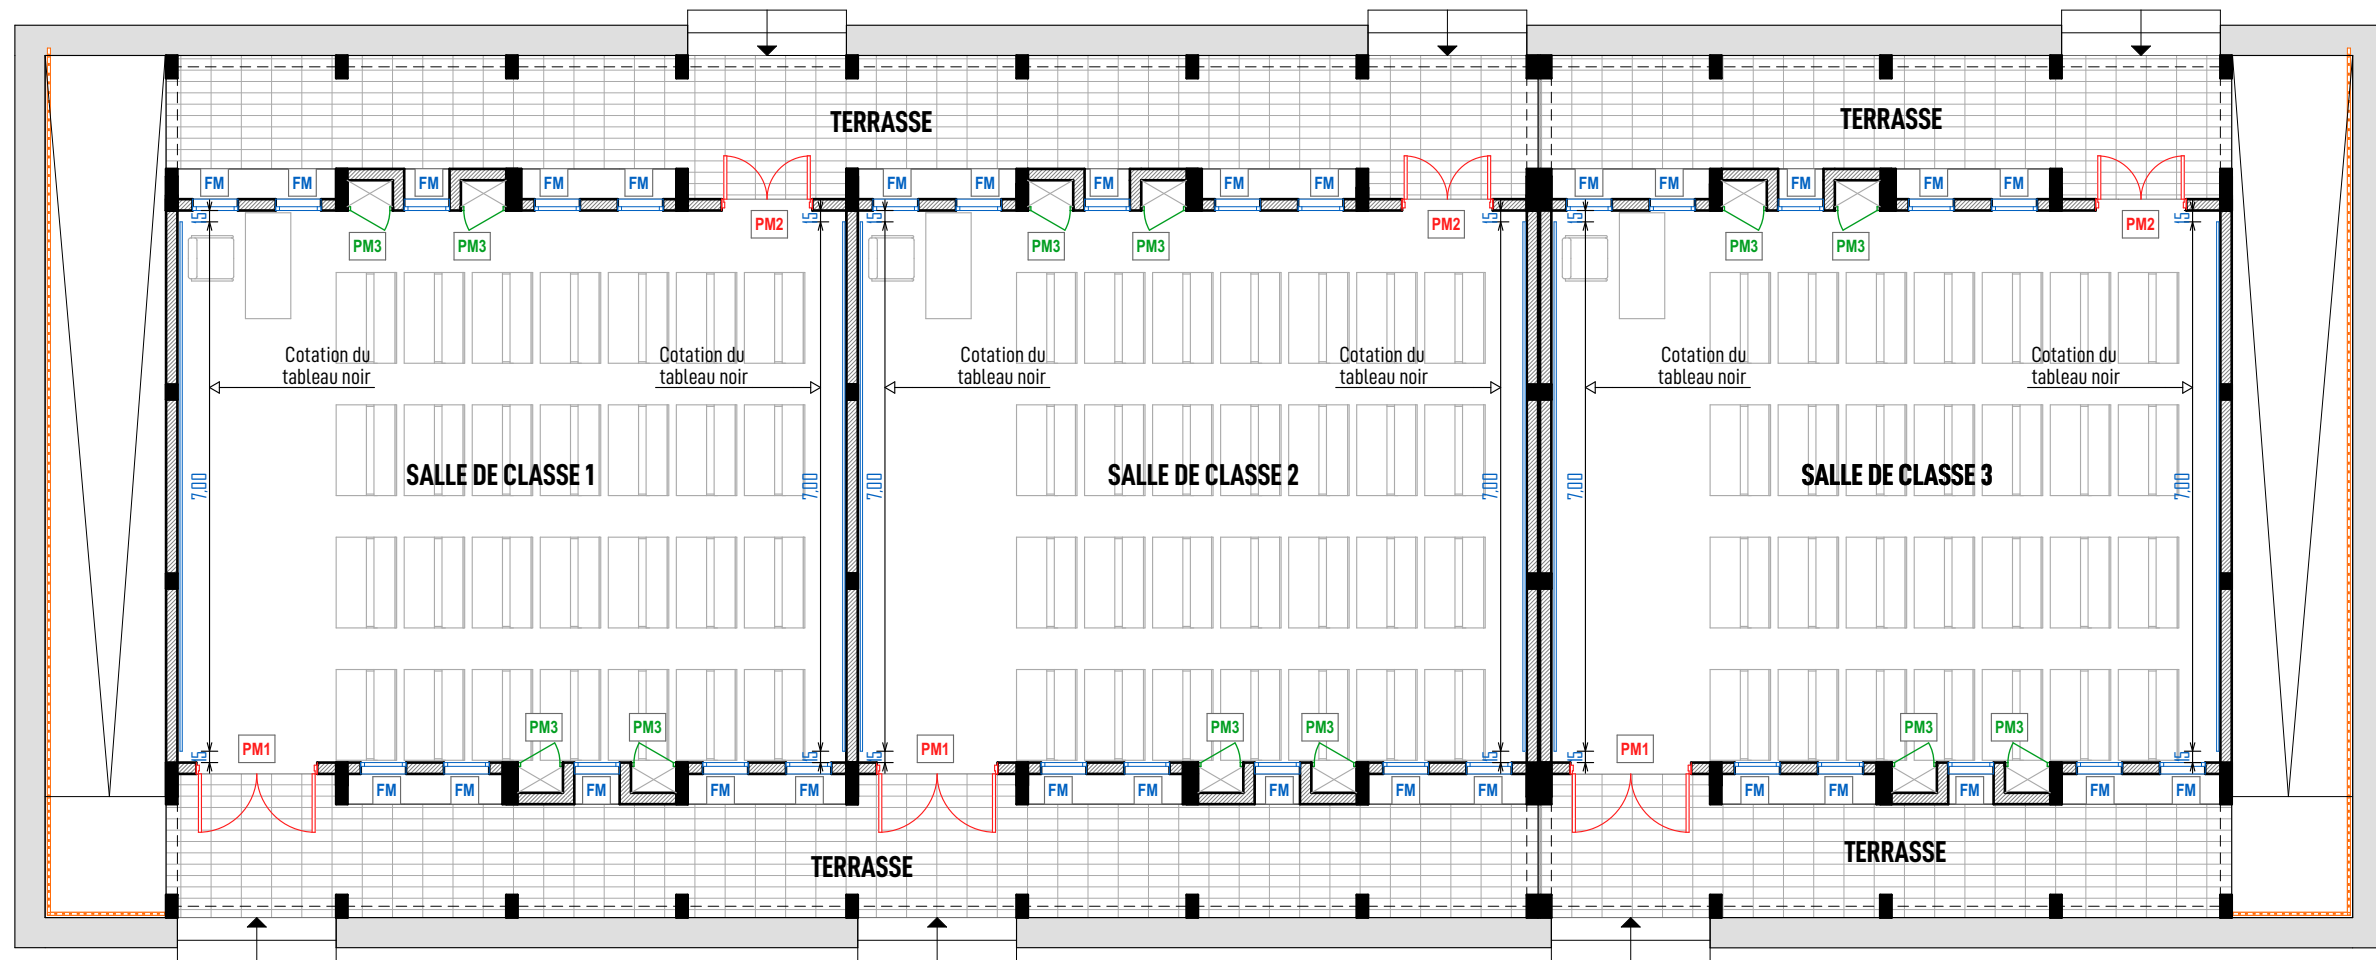 TERRASSE
TERRASSE
FM FM FM FM FM FM FM FM FM FM FM FM FM FM FM
15 15 15 15 15 15
PM2 PM2 PM2
PM3 PM3 PM3 PM3 PM3 PM3
Cotation du
tableau noir
Cotation du
tableau noir
Cotation du
tableau noir
Cotation du
tableau noir
Cotation du
tableau noir
Cotation du
tableau noir
7,00 SALLE DE CLASSE 1 7,00 7,00 SALLE DE CLASSE 2 7,00 7,00 SALLE DE CLASSE 3 7,00
PM3 PM3 PM3 PM3 PM3 PM3
PM1 PM1 PM1
15 15 15 15 15 15
FM FM FM FM FM FM FM FM FM FM FM FM FM FM FM
TERRASSE
TERRASSE